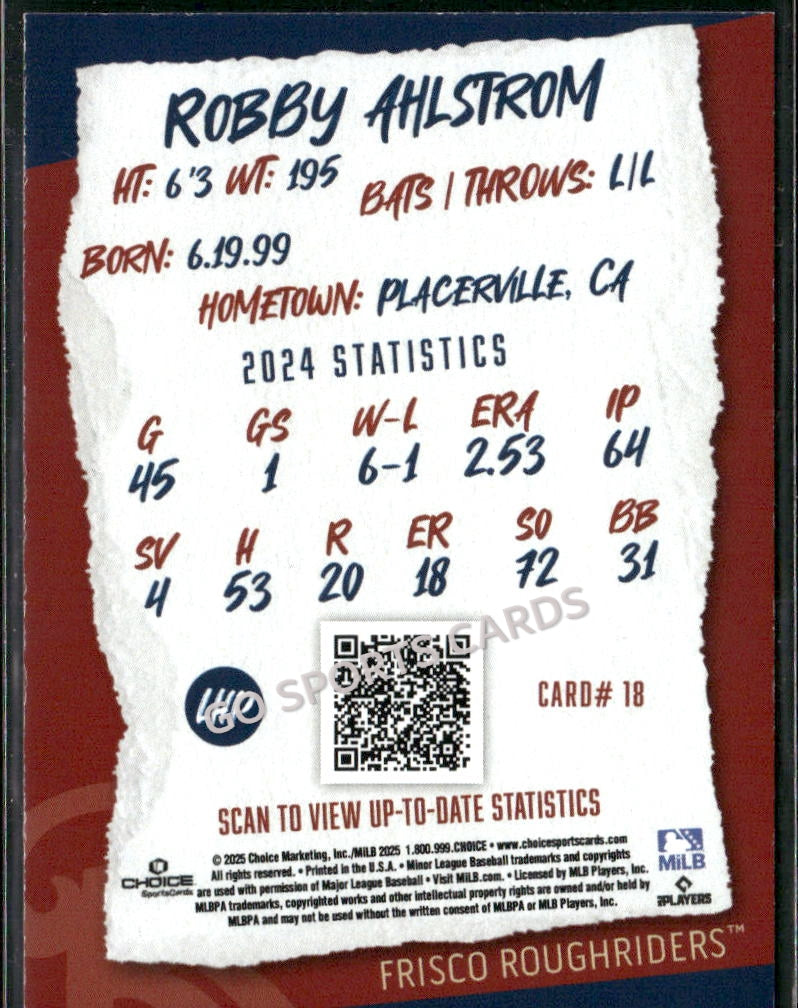 ROBBY AHLSTROM
HT: 6'3 WT: 195 BATS | THROWS: L/L
BORN: 6.19.99
HOMETOWN: PLACERVILLE, CA
2024 STATISTICS
G GS W-L ERA IP
45 1 6-1 2.53 64
SV H R ER SO BB
4 53 20 18 72 31
GO SPORTS CARDS
LHP
CARD# 18
SCAN TO VIEW UP-TO-DATE STATISTICS
© 2025 Choice Marketing, Inc./MiLB 2025 1.800.999.CHOICE • www.choicesportscards.com
All rights reserved. • Printed in the U.S.A. • Minor League Baseball trademarks and copyrights
are used with permission of Major League Baseball • Visit MiLB.com. • Licensed by MLB Players, Inc.
MLBPA trademarks, copyrighted works and other intellectual property rights are owned and/or held by
MLBPA and may not be used without the written consent of MLBPA or MLB Players, Inc.
CHOICE
SportsCards
MiLB
PLAYERS
FRISCO ROUGHRIDERS™